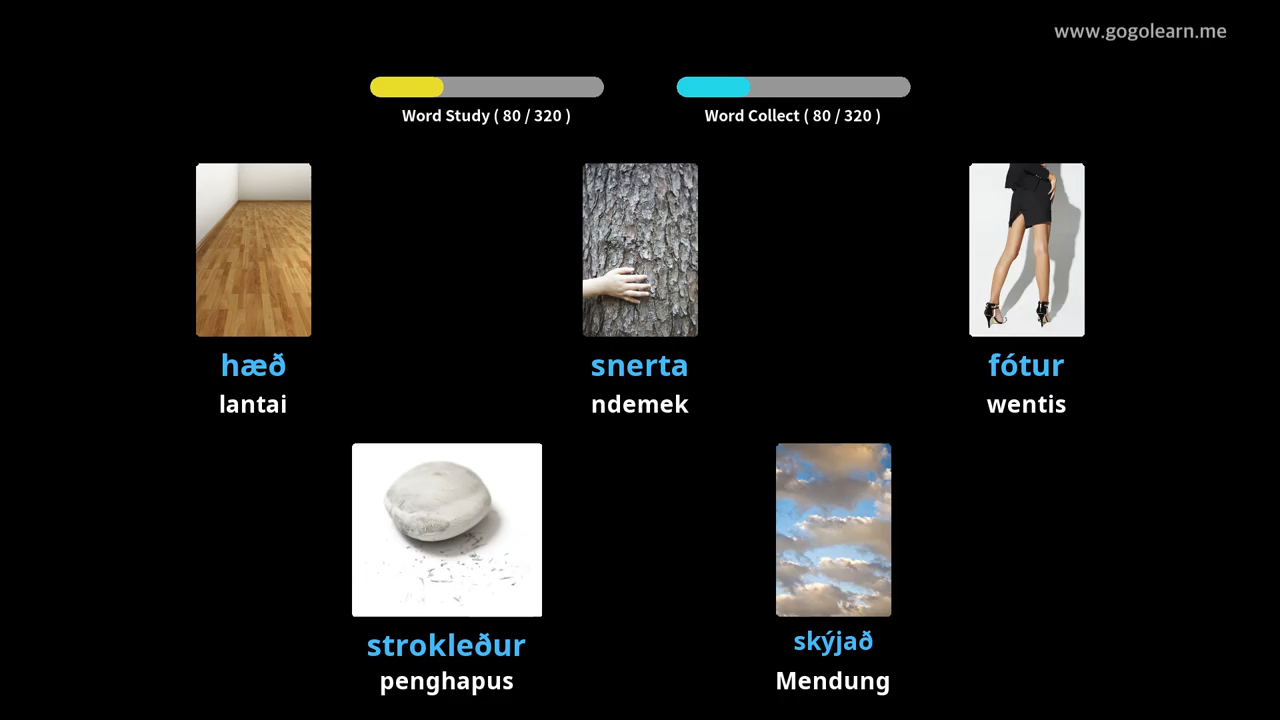 www.gogolearn.me
Word Study ( 80 / 320 )
Word Collect ( 80 / 320 )
hæð
lantai
snerta
ndemek
fótur
wentis
strokleður
penghapus
skýjað
Mendung